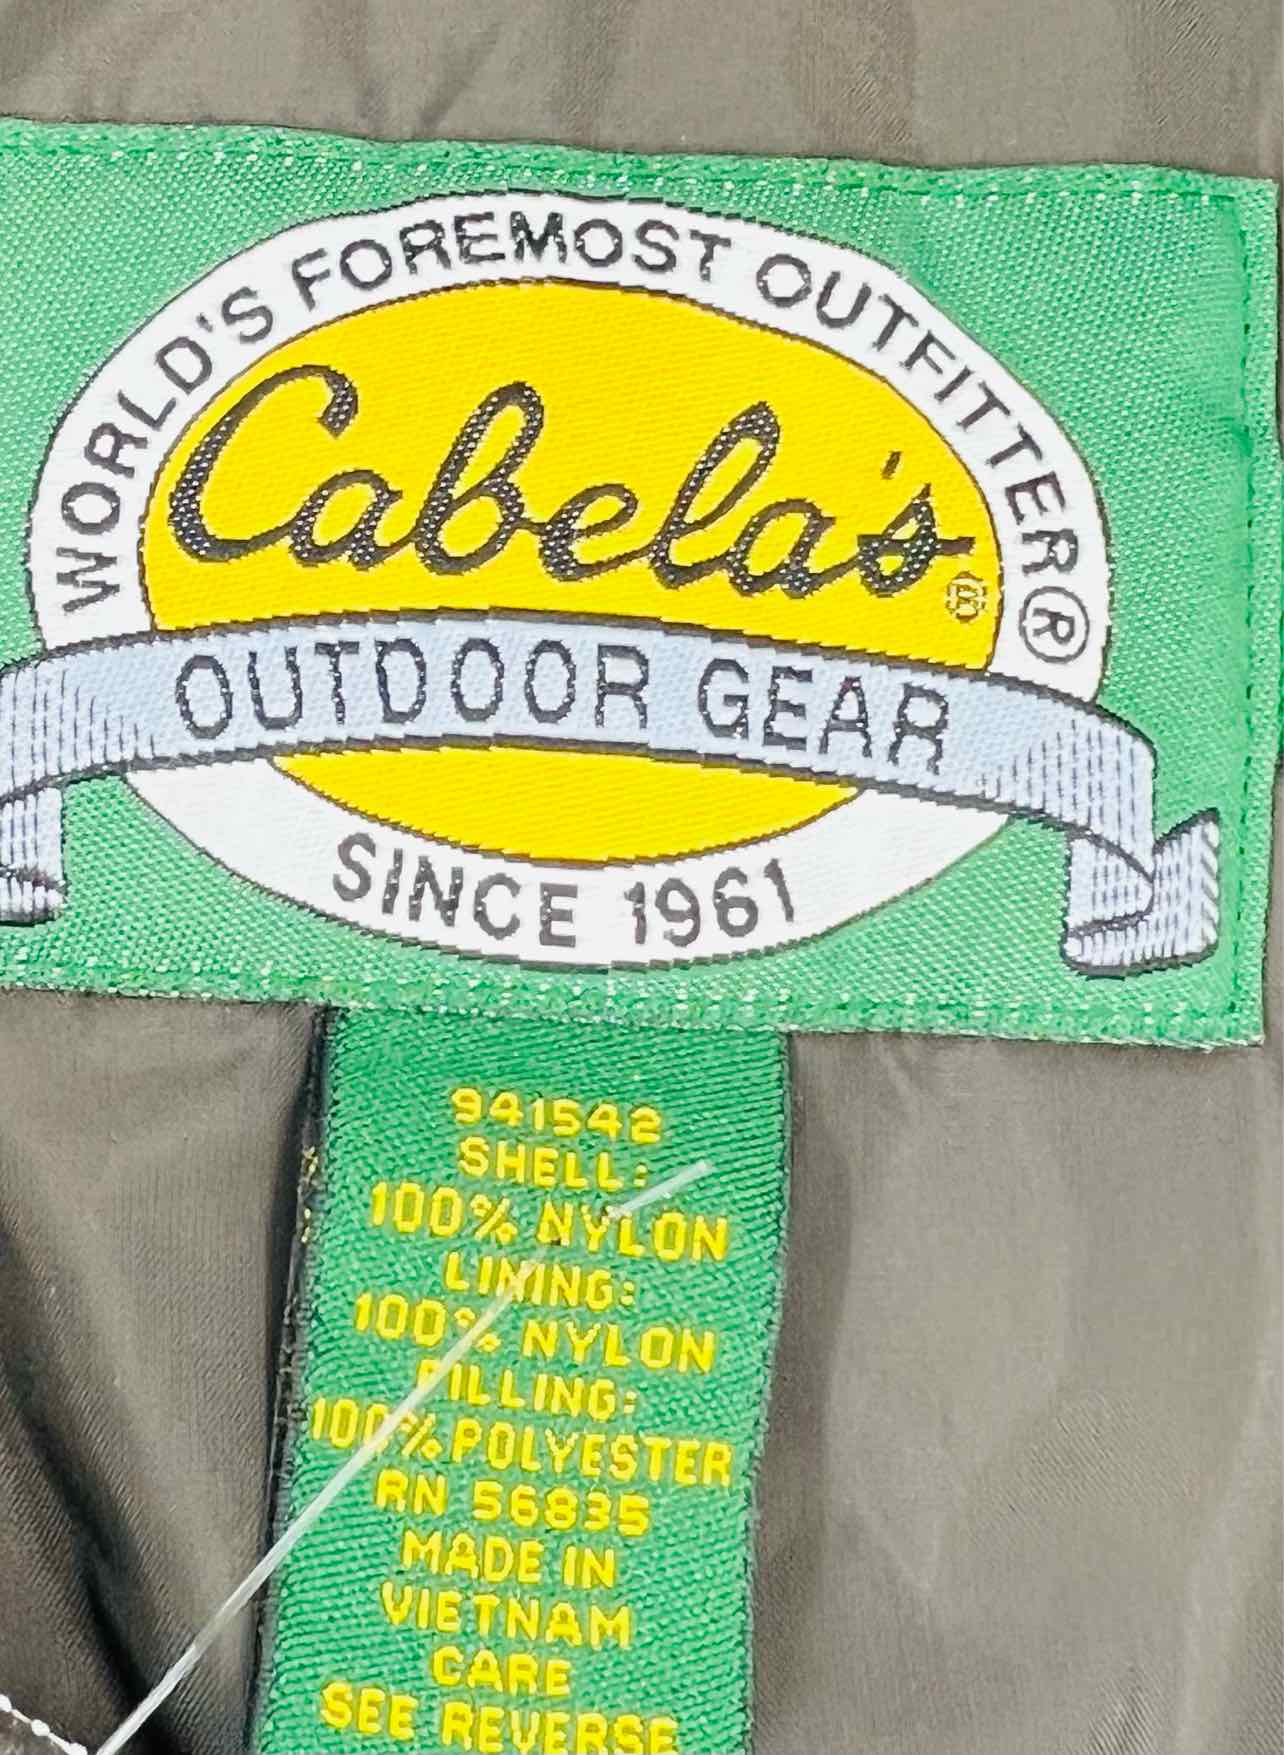 WORLD'S FOREMOST OUTFITTER®
Cabela's®
OUTDOOR GEAR
SINCE 1961
941542
SHELL:
100% NYLON
LINING:
100% NYLON
FILLING:
100% POLYESTER
RN 56835
MADE IN
VIETNAM
CARE
SEE REVERSE